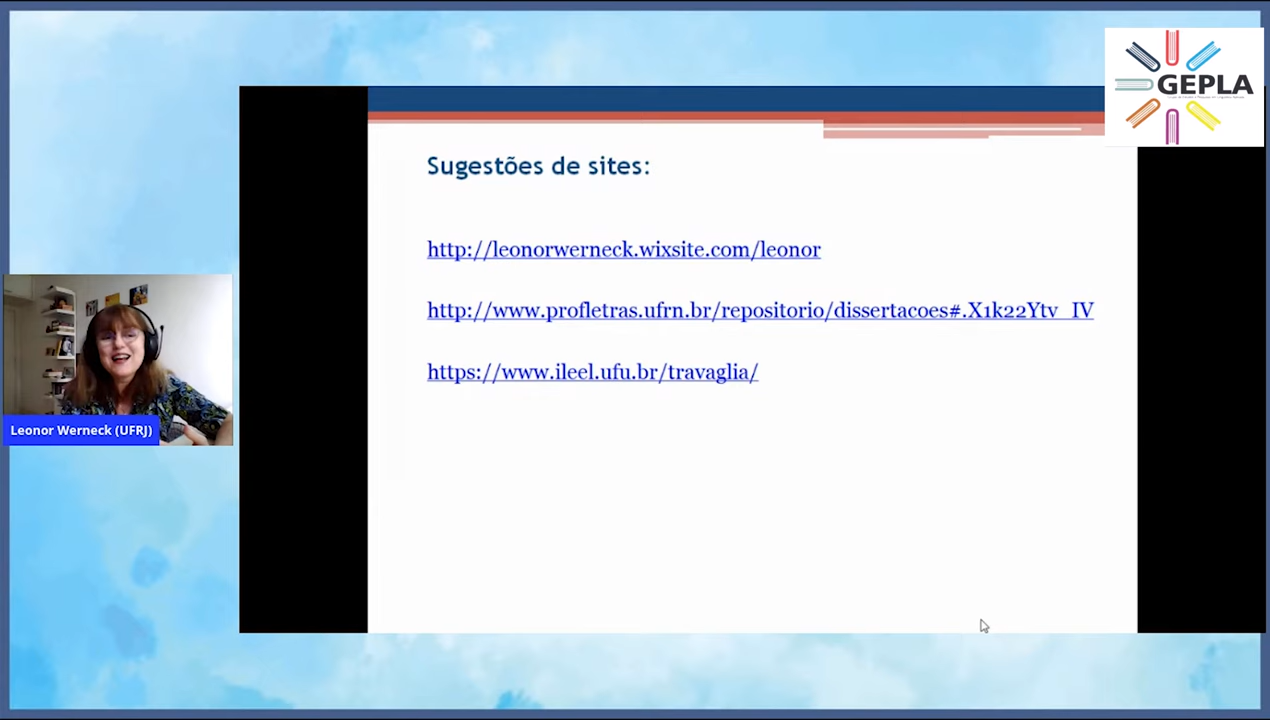 GEPLA
Sugestões de sites:
http://leonorwerneck.wixsite.com/leonor
http://www.profletras.ufrn.br/repositorio/dissertacoes#.X1k22Ytv_IV
https://www.ileel.ufu.br/travaglia/
Leonor Werneck (UFRJ)